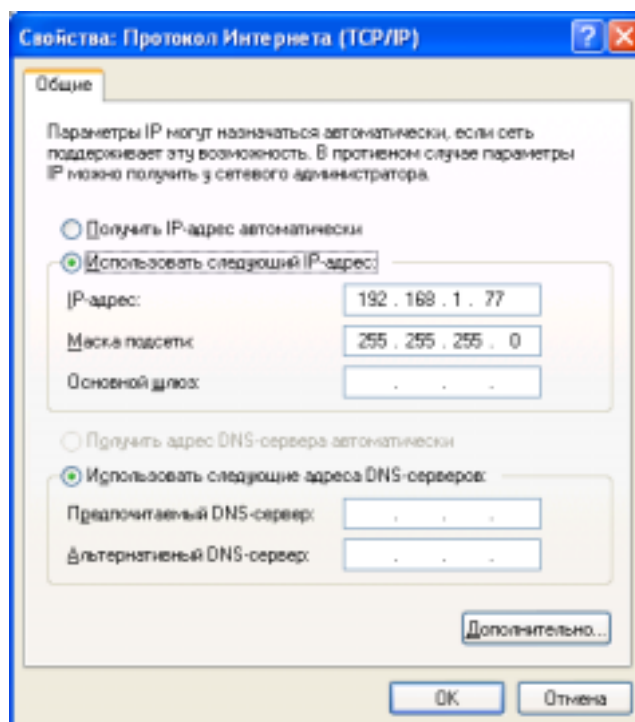 Свойства: Протокол Интернета (TCP/IP)
Общие
Параметры IP могут назначаться автоматически, если сеть
поддерживает эту возможность. В противном случае параметры
IP можно получить у сетевого администратора.
Получить IP-адрес автоматически
Использовать следующий IP-адрес:
IP-адрес: 192 . 168 . 1 . 77
Маска подсети: 255 . 255 . 255 . 0
Основной шлюз: . . .
Получить адрес DNS-сервера автоматически
Использовать следующие адреса DNS-серверов:
Предпочитаемый DNS-сервер: . . .
Альтернативный DNS-сервер: . . .
Дополнительно...
OK Отмена